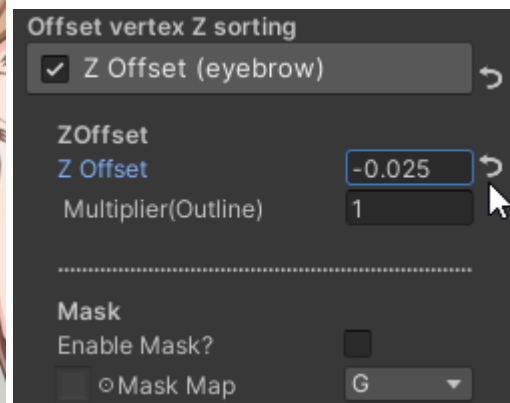 Offset vertex Z sorting
Z Offset (eyebrow)
ZOffset
Z Offset -0.025
Multiplier(Outline) 1
Mask
Enable Mask?
Mask Map G